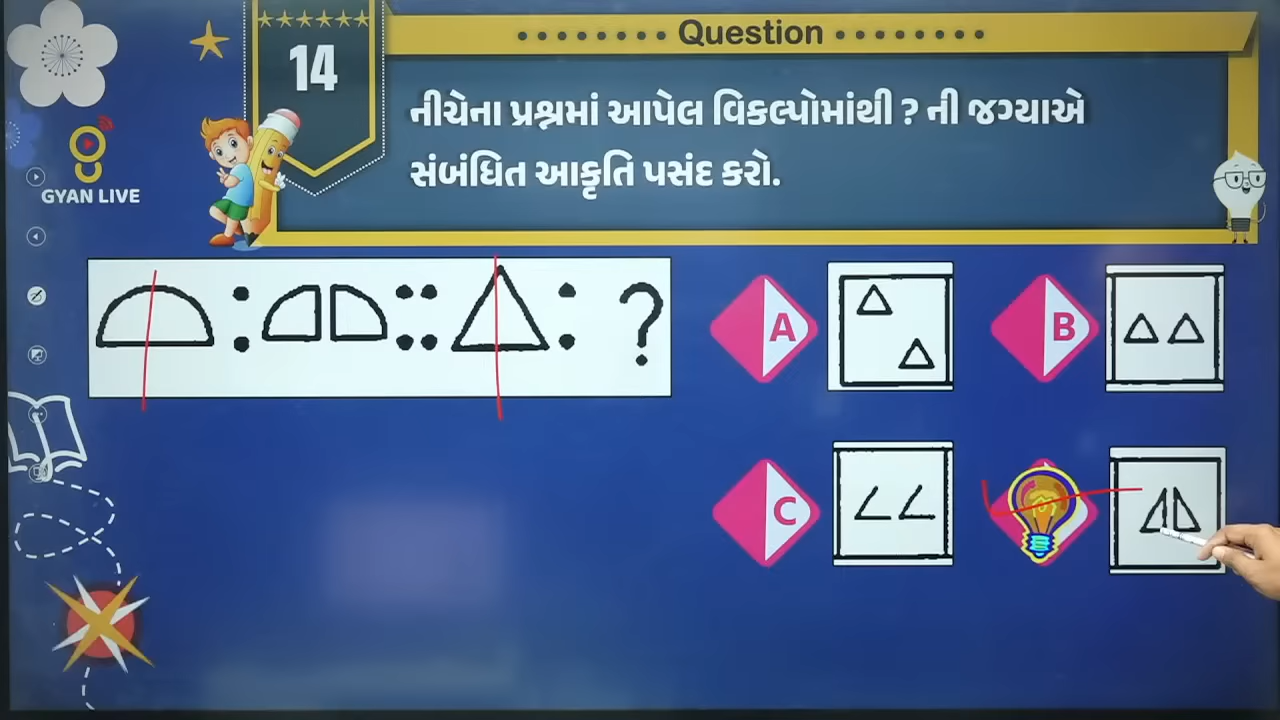 Question
14
નીચેના પ્રશ્નમાં આપેલ વિકલ્પોમાંથી ? ની જગ્યાએ
સંબંધિત આકૃતિ પસંદ કરો.
GYAN LIVE
: :: : ?
A
B
C